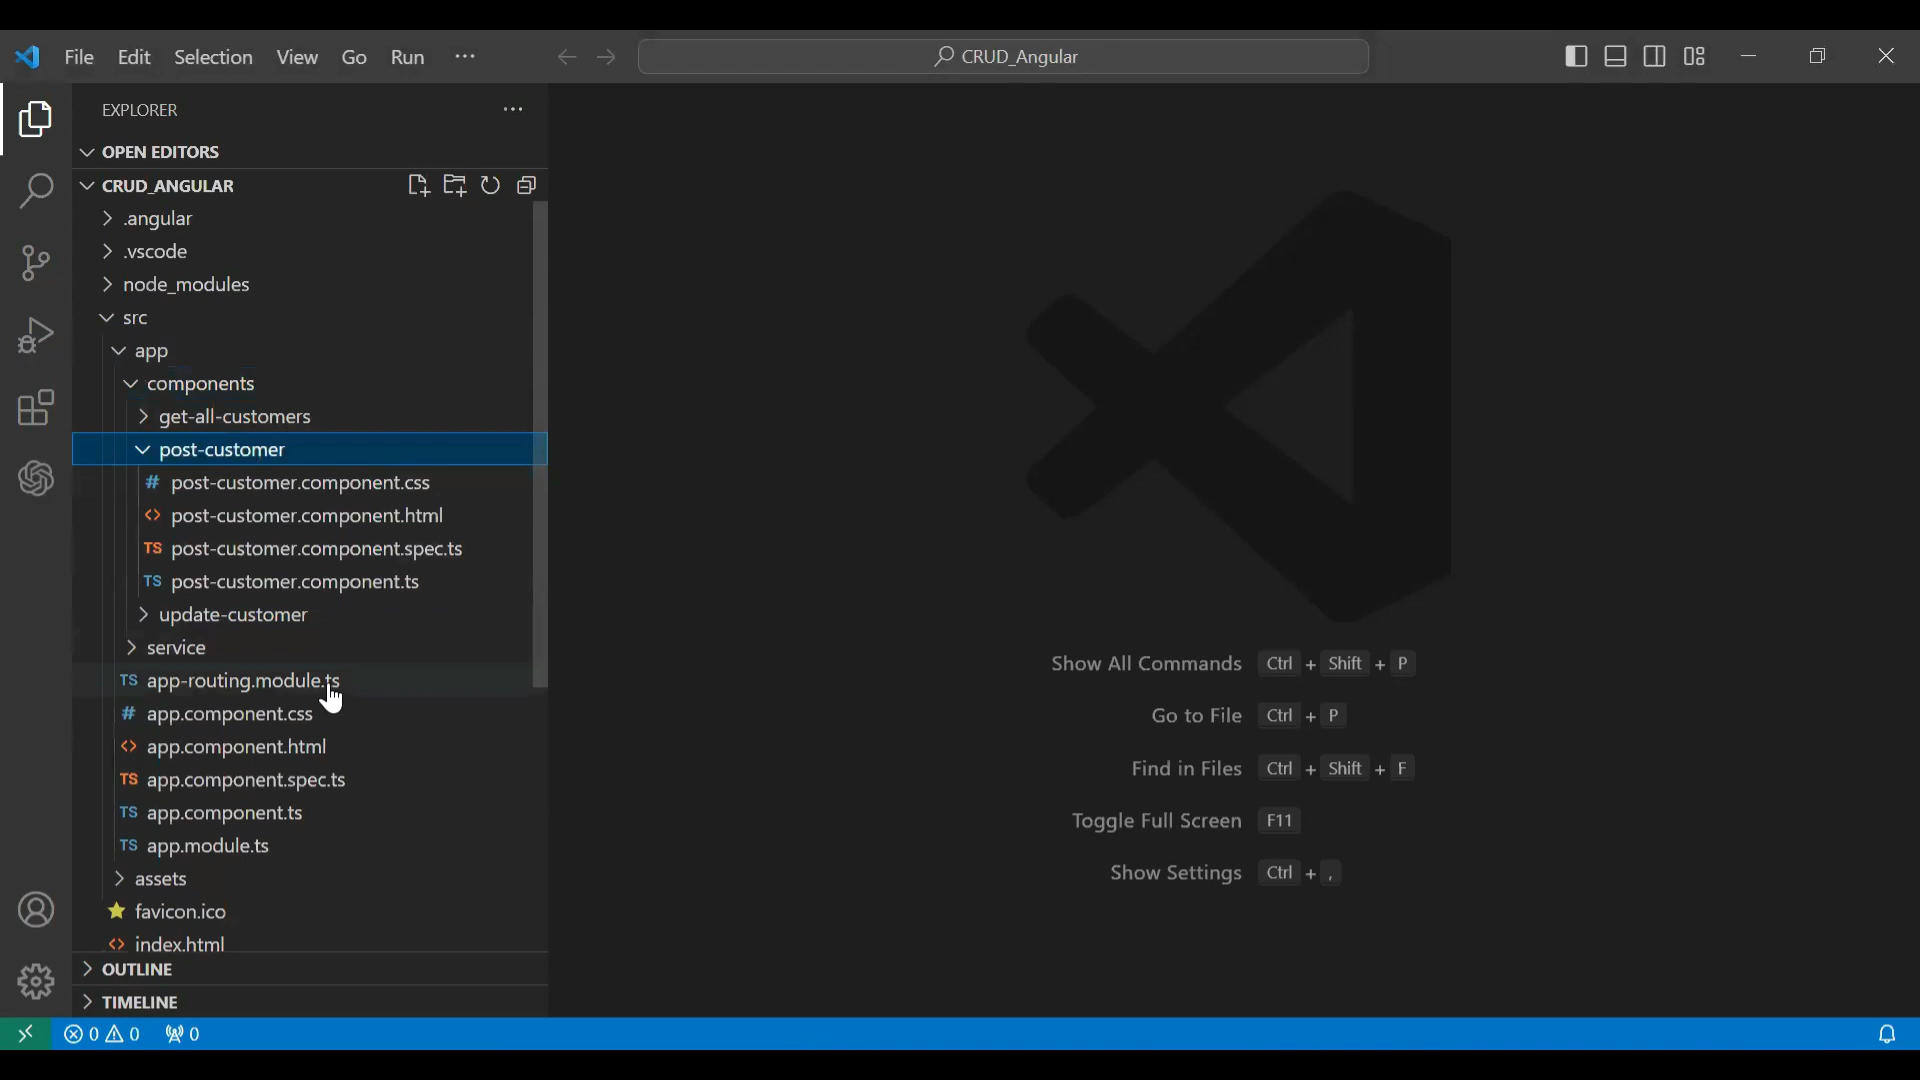 File Edit Selection View Go Run ···
CRUD_Angular
EXPLORER
OPEN EDITORS
CRUD_ANGULAR
.angular
.vscode
node_modules
src
app
components
get-all-customers
post-customer
# post-customer.component.css
<> post-customer.component.html
TS post-customer.component.spec.ts
TS post-customer.component.ts
update-customer
service
TS app-routing.module.ts
# app.component.css
<> app.component.html
TS app.component.spec.ts
TS app.component.ts
TS app.module.ts
assets
favicon.ico
<> index.html
OUTLINE
TIMELINE
Show All Commands Ctrl + Shift + P
Go to File Ctrl + P
Find in Files Ctrl + Shift + F
Toggle Full Screen F11
Show Settings Ctrl + ,
0 0 0